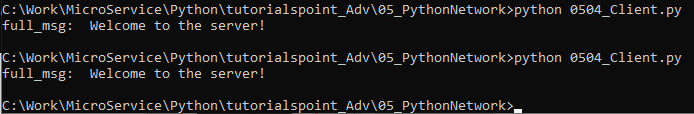 C:\Work\MicroService\Python\tutorialspoint_Adv\05_PythonNetwork>python 0504_Client.py
full_msg:  Welcome to the server!
C:\Work\MicroService\Python\tutorialspoint_Adv\05_PythonNetwork>python 0504_Client.py
full_msg:  Welcome to the server!
C:\Work\MicroService\Python\tutorialspoint_Adv\05_PythonNetwork>